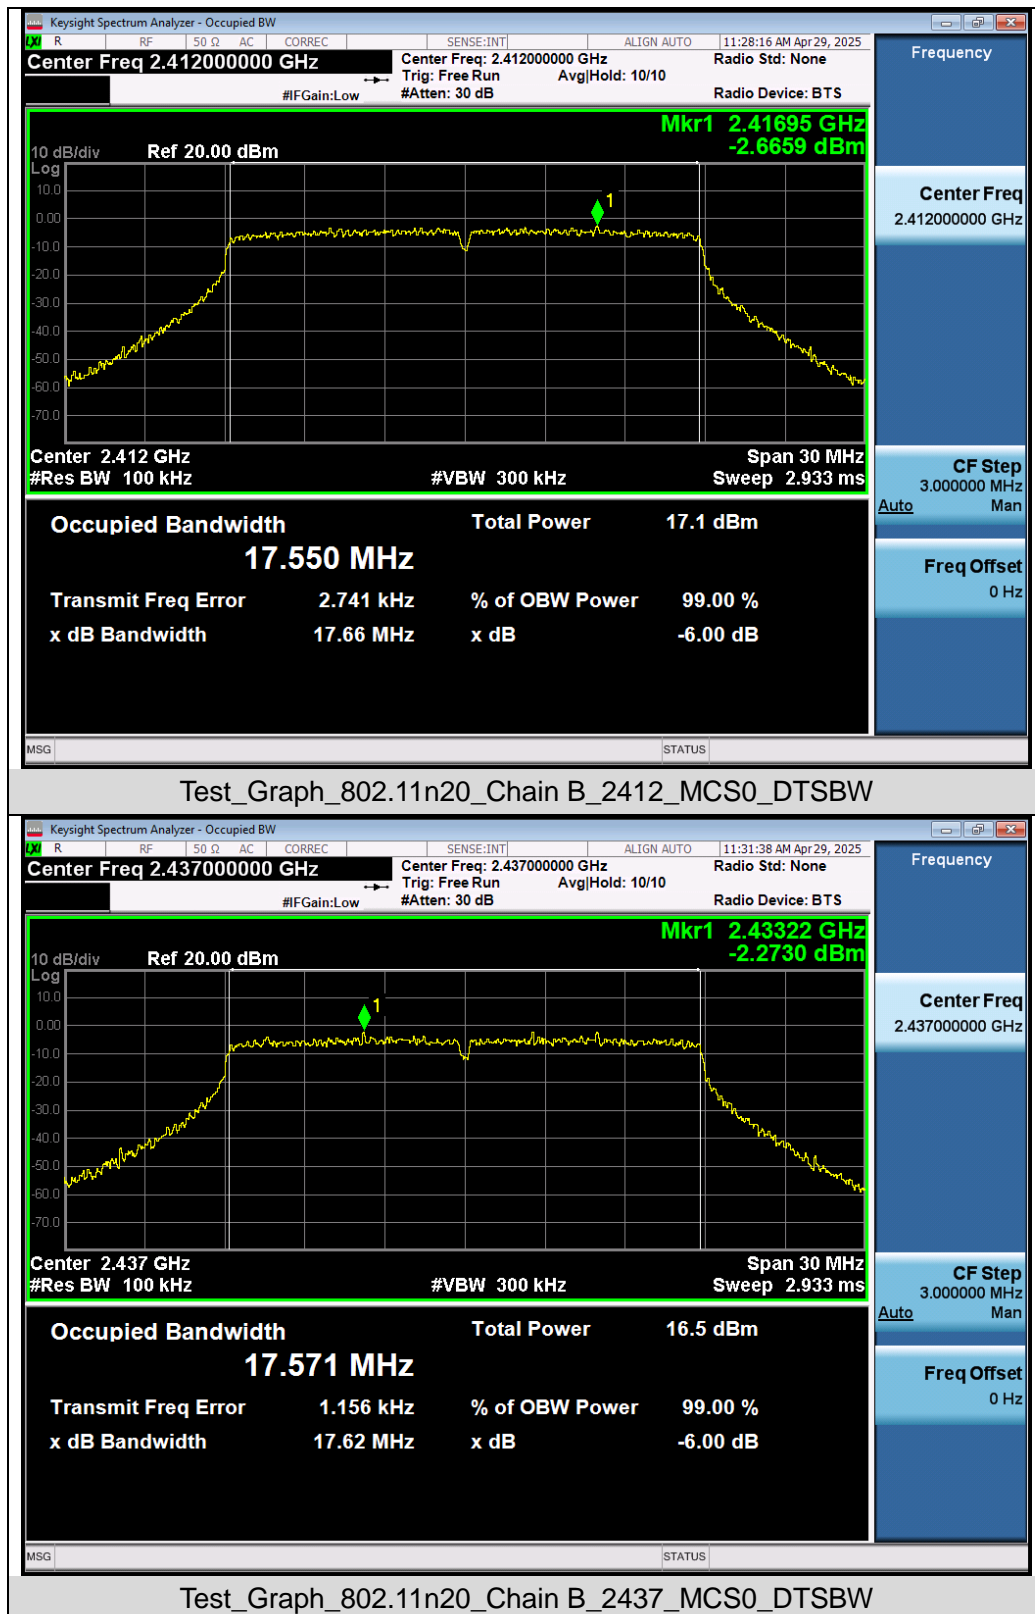 Keysight Spectrum Analyzer - Occupied BW
LXI R RF 50 Ω AC CORREC SENSE:INT ALIGN AUTO 11:28:16 AM Apr 29, 2025
Center Freq 2.412000000 GHz
Center Freq: 2.412000000 GHz
Radio Std: None
Trig: Free Run Avg|Hold: 10/10
#IFGain:Low #Atten: 30 dB Radio Device: BTS
Frequency
Mkr1 2.41695 GHz
-2.6659 dBm
10 dB/div Ref 20.00 dBm
Log
10.0
0.00
-10.0
-20.0
-30.0
-40.0
-50.0
-60.0
-70.0
1
Center 2.412 GHz Span 30 MHz
#Res BW 100 kHz #VBW 300 kHz Sweep 2.933 ms
Center Freq
2.412000000 GHz
CF Step
3.000000 MHz
Auto Man
Freq Offset
0 Hz
Occupied Bandwidth Total Power 17.1 dBm
17.550 MHz
Transmit Freq Error 2.741 kHz % of OBW Power 99.00 %
x dB Bandwidth 17.66 MHz x dB -6.00 dB
MSG STATUS
Test_Graph_802.11n20_Chain B_2412_MCS0_DTSBW
Keysight Spectrum Analyzer - Occupied BW
LXI R RF 50 Ω AC CORREC SENSE:INT ALIGN AUTO 11:31:38 AM Apr 29, 2025
Center Freq 2.437000000 GHz
Center Freq: 2.437000000 GHz
Radio Std: None
Trig: Free Run Avg|Hold: 10/10
#IFGain:Low #Atten: 30 dB Radio Device: BTS
Frequency
Mkr1 2.43322 GHz
-2.2730 dBm
10 dB/div Ref 20.00 dBm
Log
10.0
0.00
-10.0
-20.0
-30.0
-40.0
-50.0
-60.0
-70.0
1
Center 2.437 GHz Span 30 MHz
#Res BW 100 kHz #VBW 300 kHz Sweep 2.933 ms
Center Freq
2.437000000 GHz
CF Step
3.000000 MHz
Auto Man
Freq Offset
0 Hz
Occupied Bandwidth Total Power 16.5 dBm
17.571 MHz
Transmit Freq Error 1.156 kHz % of OBW Power 99.00 %
x dB Bandwidth 17.62 MHz x dB -6.00 dB
MSG STATUS
Test_Graph_802.11n20_Chain B_2437_MCS0_DTSBW